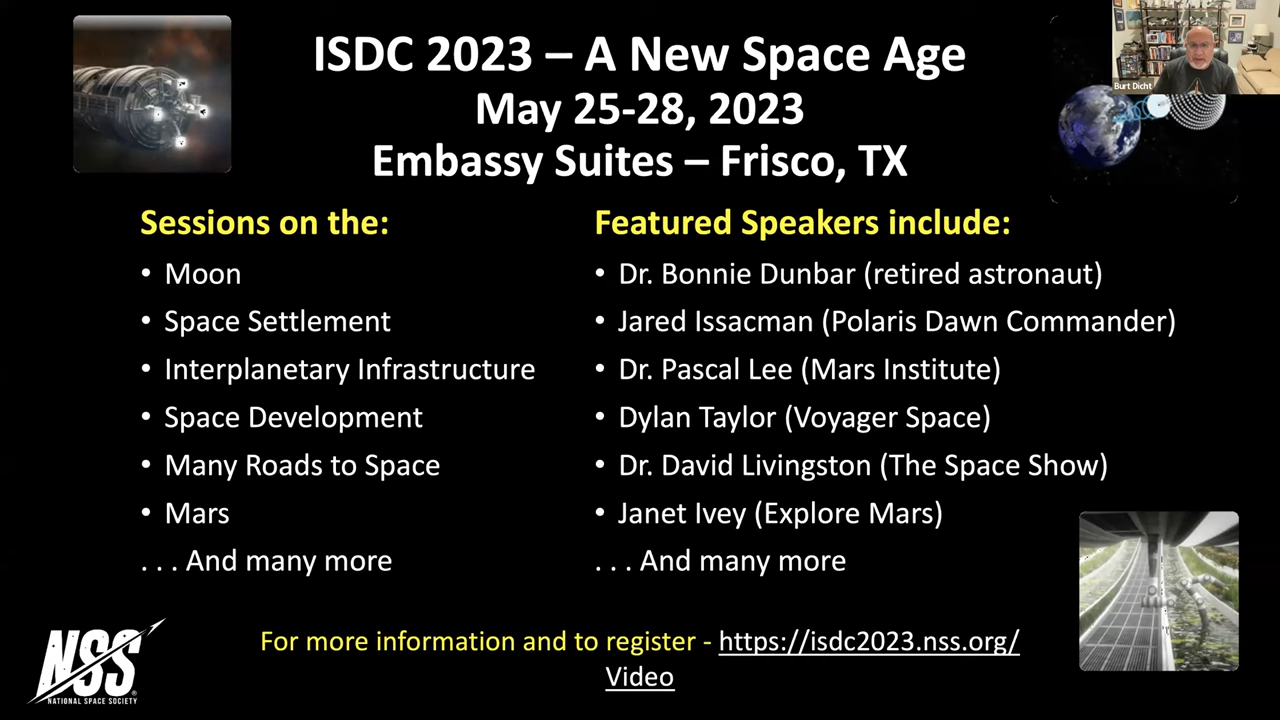 ISDC 2023 – A New Space Age
May 25-28, 2023
Embassy Suites – Frisco, TX
Burt Dicht
Sessions on the:
• Moon
• Space Settlement
• Interplanetary Infrastructure
• Space Development
• Many Roads to Space
• Mars
. . . And many more
Featured Speakers include:
• Dr. Bonnie Dunbar (retired astronaut)
• Jared Issacman (Polaris Dawn Commander)
• Dr. Pascal Lee (Mars Institute)
• Dylan Taylor (Voyager Space)
• Dr. David Livingston (The Space Show)
• Janet Ivey (Explore Mars)
. . . And many more
For more information and to register - https://isdc2023.nss.org/
Video
NSS®
NATIONAL SPACE SOCIETY